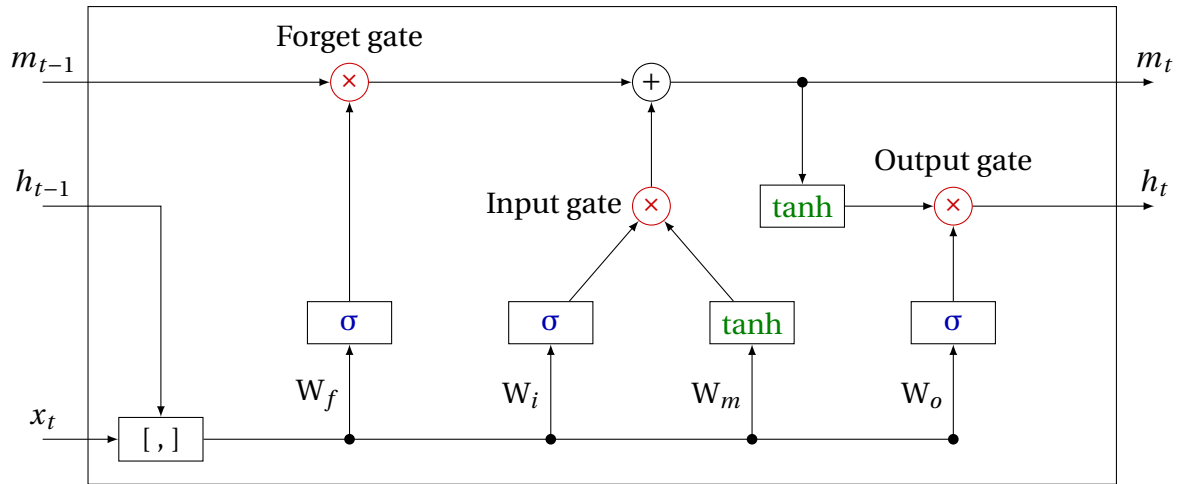 Forget gate
m_{t−1}
×
+
m_t
h_{t−1}
Input gate
×
tanh
Output gate
×
h_t
σ
σ
tanh
σ
W_f
W_i
W_m
W_o
x_t
[ , ]